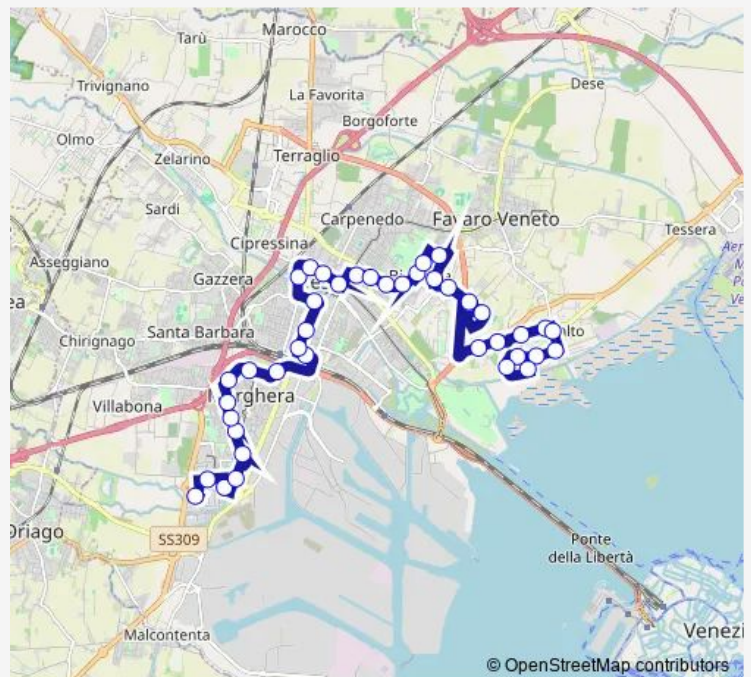 Marocco
Tarù
Trivignano
Dese
La Favorita
Borgoforte
Olmo
Terraglio
Zelarino
Sardi
Carpenedo
Favaro Veneto
Tessera
Cipressina
Asseggiano
Gazzera
Santa Barbara
Chirignago
Villabona
SS309
Ponte
della Libertà
Malcontenta
© OpenStreetMap contributors